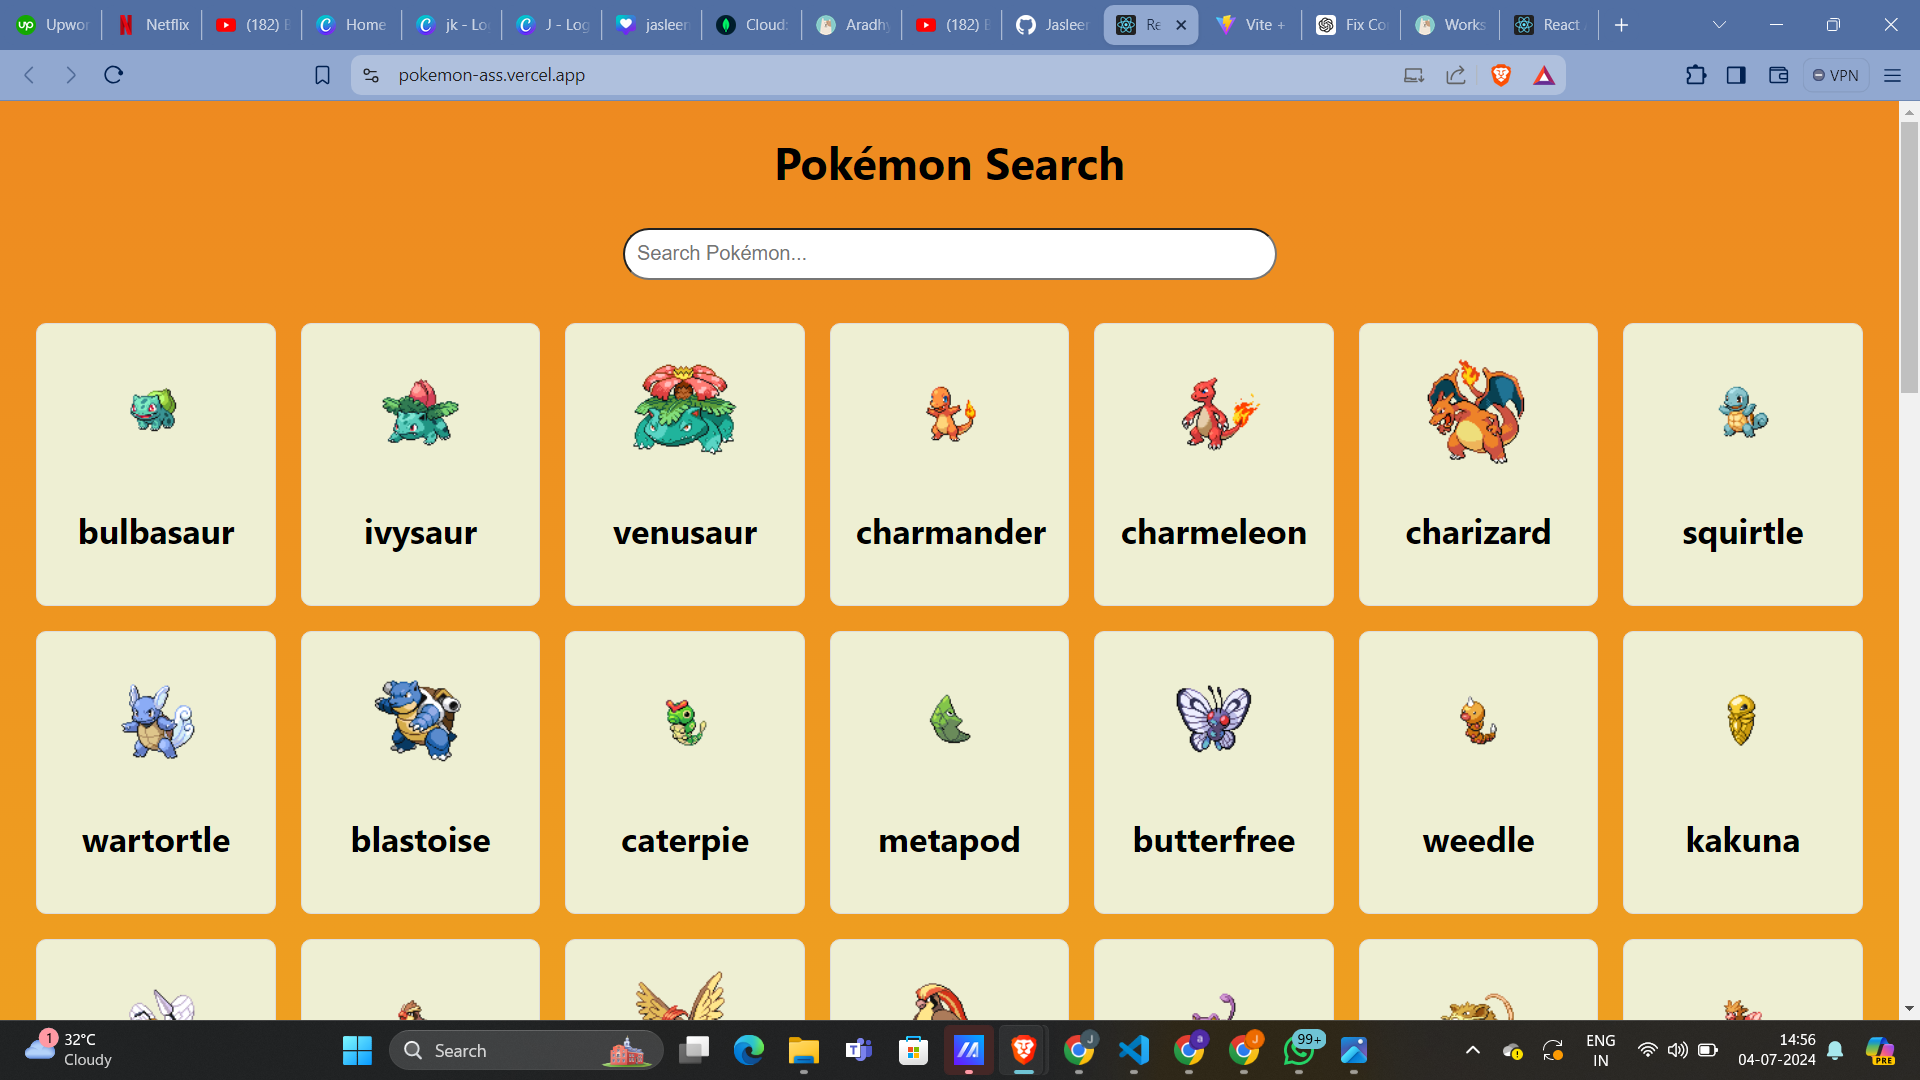 Upwor
Netflix
(182) E
Home
jk - Lo
J - Log
jasleen
Cloud:
Aradhy
(182) E
Jasleen
Re
Vite +
Fix Co
Works
React
pokemon-ass.vercel.app
VPN
Pokémon Search
Search Pokémon...
bulbasaur
ivysaur
venusaur
charmander
charmeleon
charizard
squirtle
wartortle
blastoise
caterpie
metapod
butterfree
weedle
kakuna
1
32°C
Cloudy
Search
J
a
J
99+
ENG
IN
14:56
04-07-2024
PRE